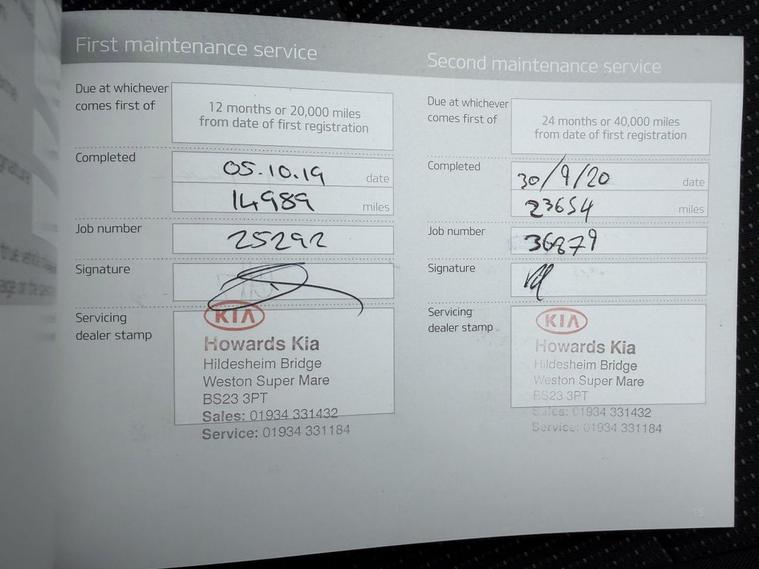 First maintenance service
Due at whichever
comes first of
12 months or 20,000 miles
from date of first registration
Completed
05.10.19 date
14989 miles
Job number
25292
Signature
Servicing
dealer stamp
KIA
Howards Kia
Hildesheim Bridge
Weston Super Mare
BS23 3PT
Sales: 01934 331432
Service: 01934 331184
Second maintenance service
Due at whichever
comes first of
24 months or 40,000 miles
from date of first registration
Completed
30/9/20 date
23654 miles
Job number
36879
Signature
Servicing
dealer stamp
KIA
Howards Kia
Hildesheim Bridge
Weston Super Mare
BS23 3PT
Sales: 01934 331432
Service: 01934 331184
15